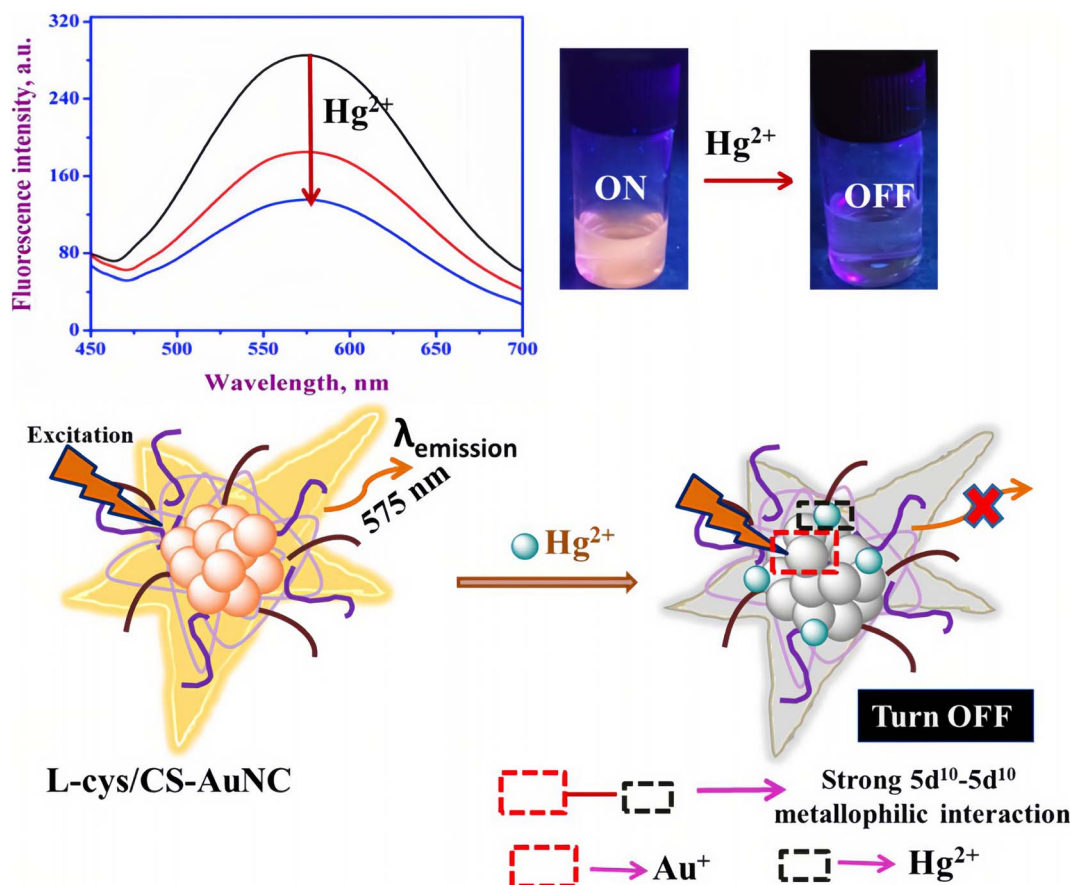 320
240
160
80
0
Fluorescence intensity, a.u.
Hg²⁺
450 500 550 600 650 700
Wavelength, nm
ON
Hg²⁺
OFF
Excitation
λemission
575 nm
L-cys/CS-AuNC
Hg²⁺
Turn OFF
Strong 5d¹⁰-5d¹⁰
metallophilic interaction
Au⁺
Hg²⁺